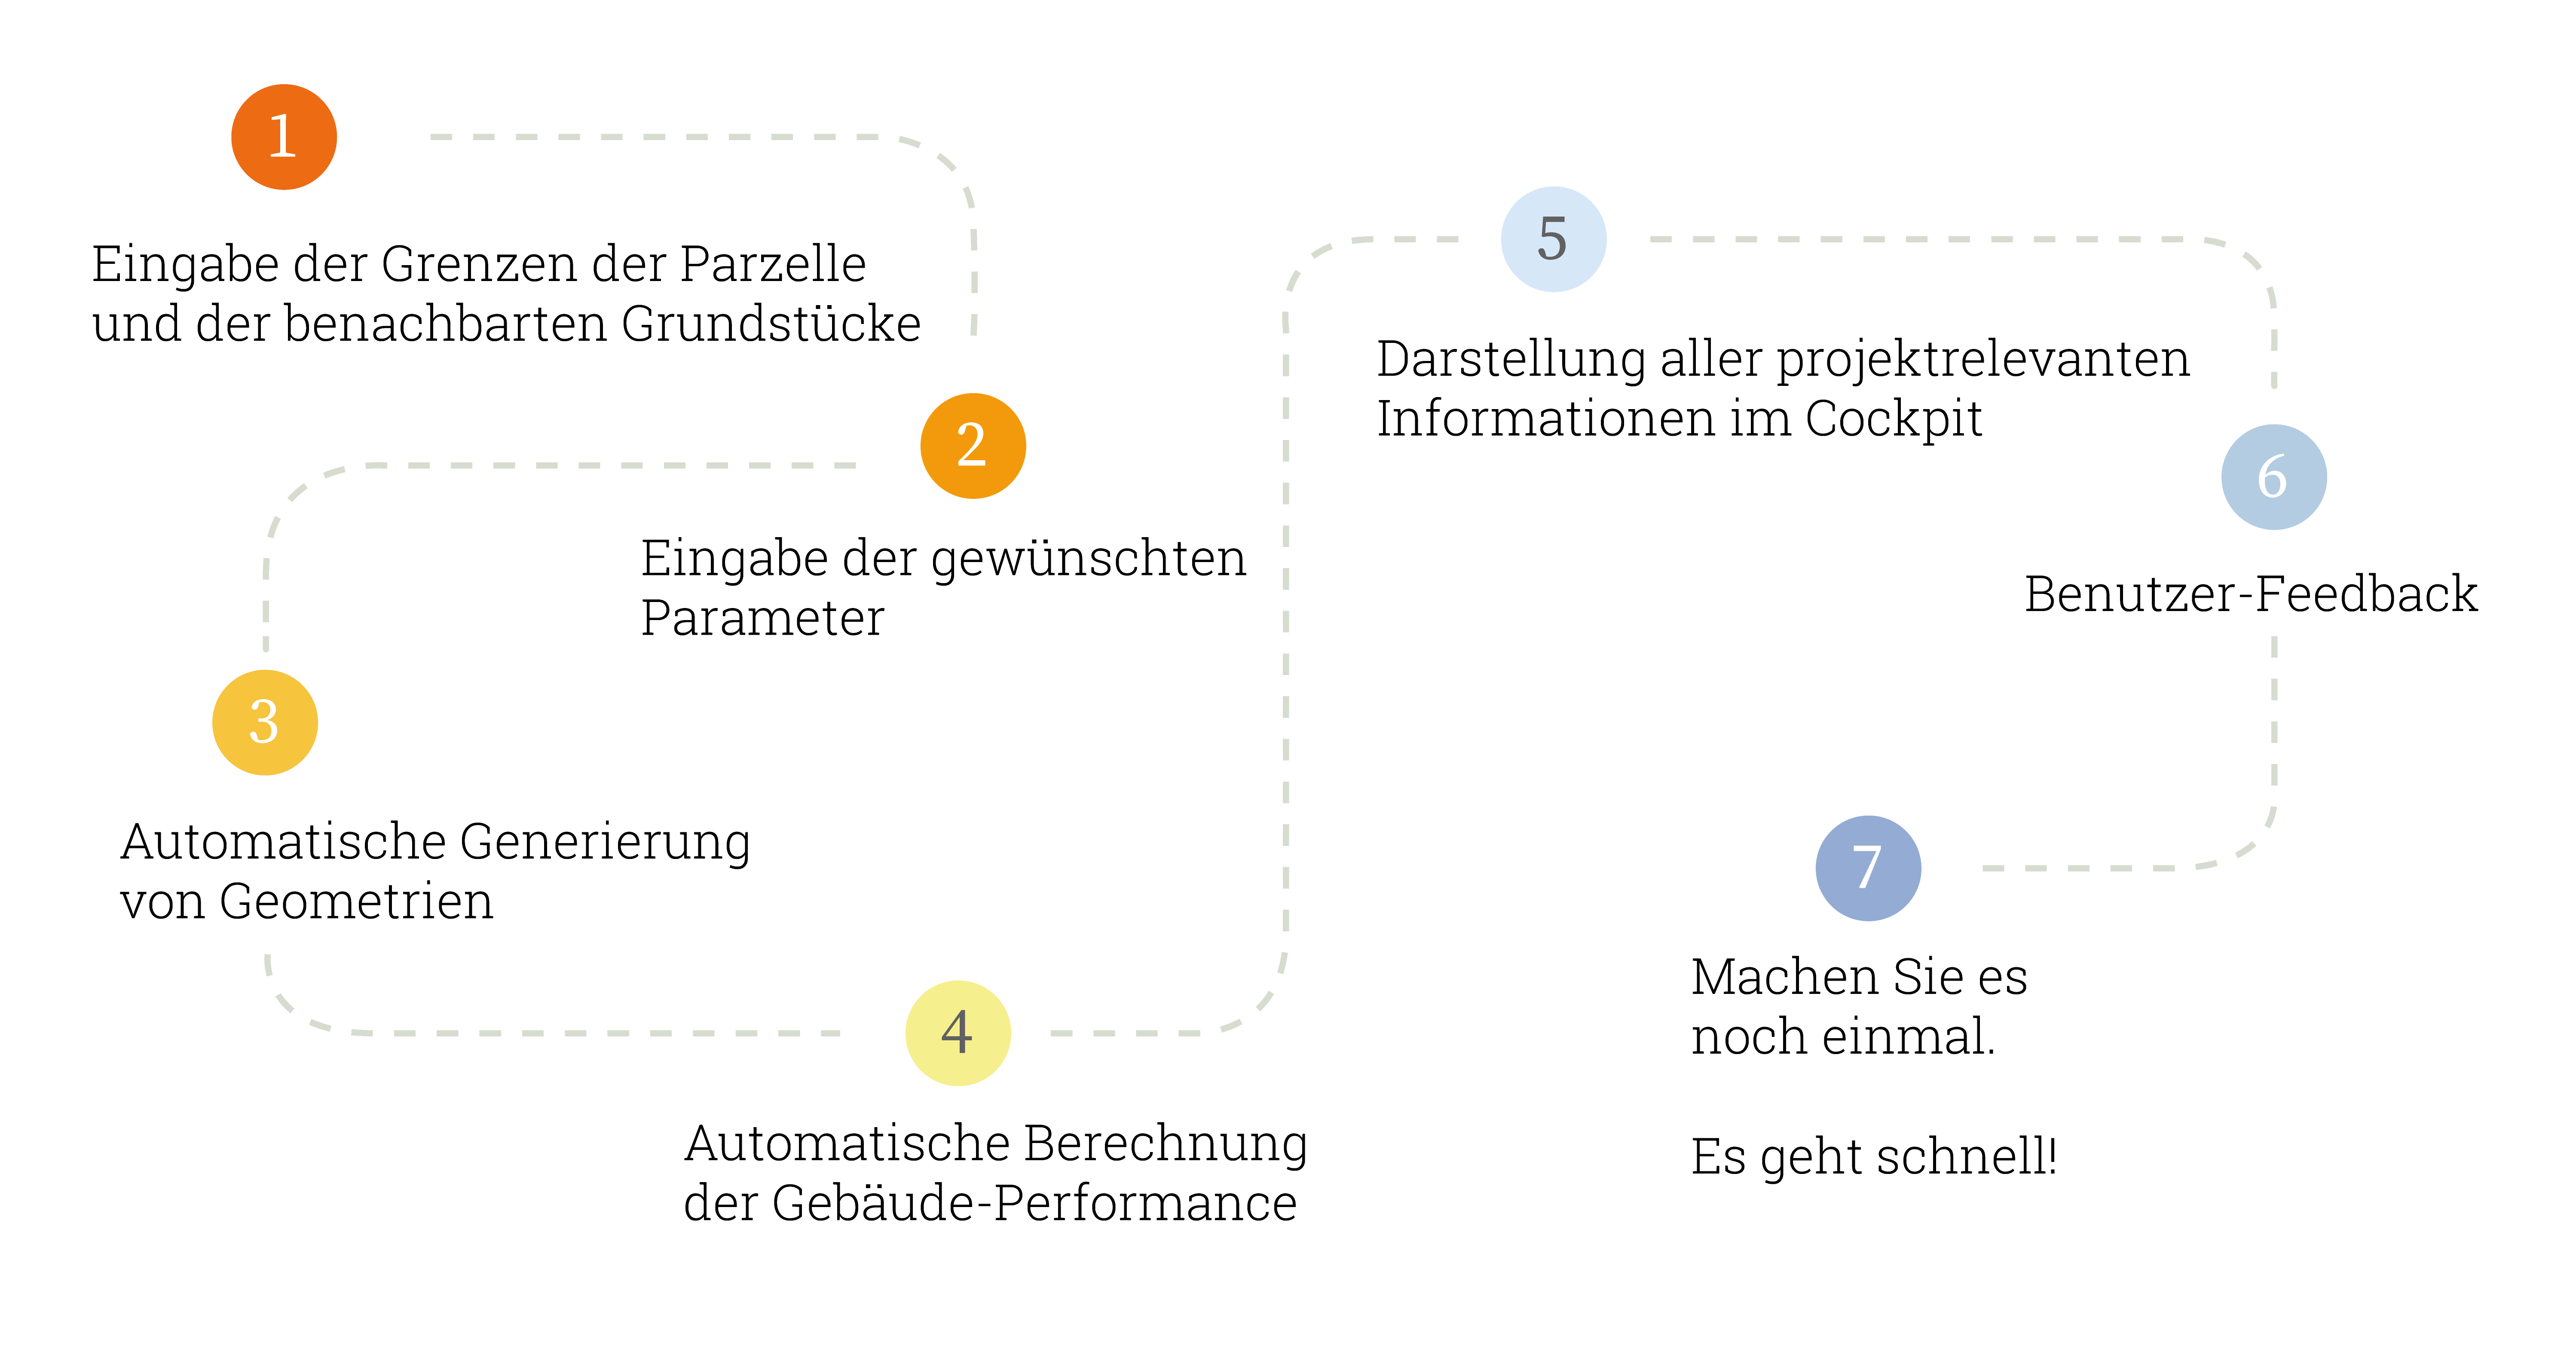 1
Eingabe der Grenzen der Parzelle
und der benachbarten Grundstücke
2
Eingabe der gewünschten
Parameter
3
Automatische Generierung
von Geometrien
4
Automatische Berechnung
der Gebäude-Performance
5
Darstellung aller projektrelevanten
Informationen im Cockpit
6
Benutzer-Feedback
7
Machen Sie es
noch einmal.
Es geht schnell!